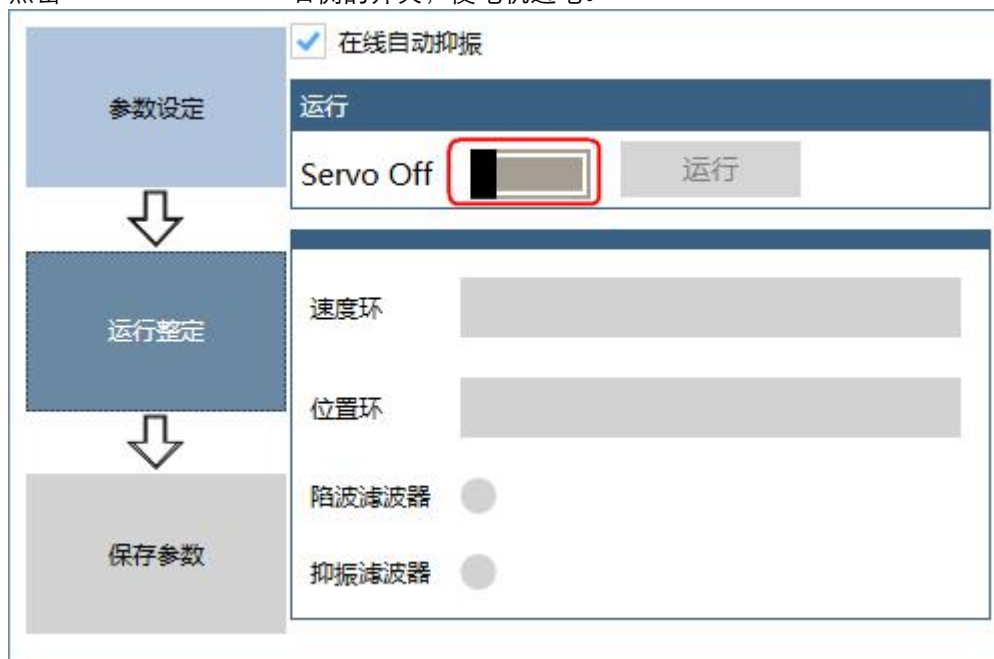 在线自动抑振
参数设定
运行
Servo Off
运行
运行整定
速度环
位置环
陷波滤波器
保存参数
抑振滤波器